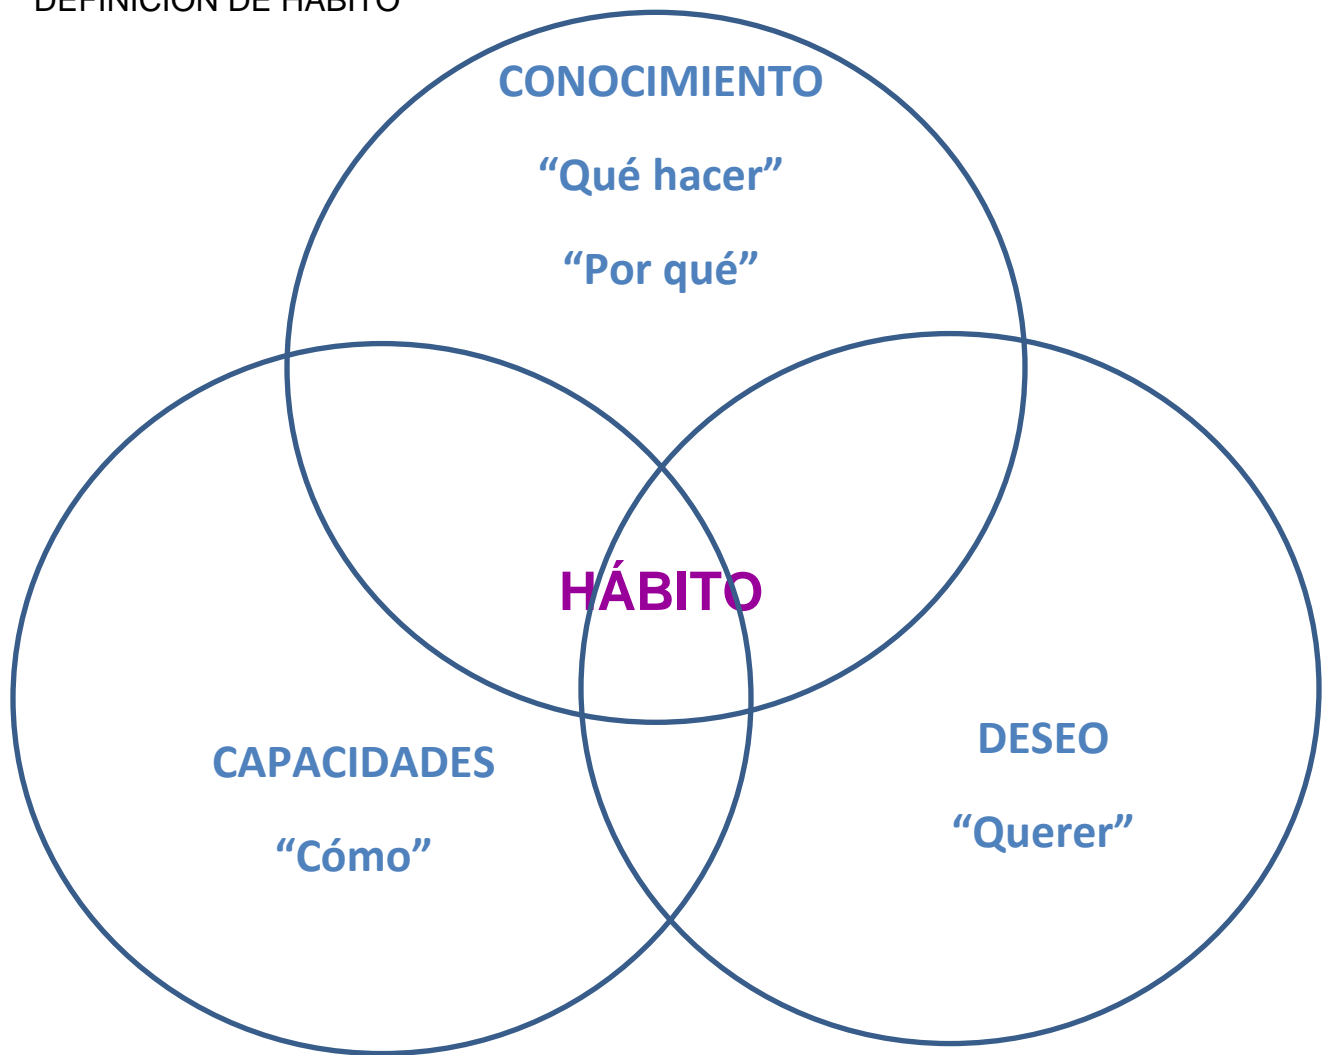 DEFINICIÓN DE HÁBITO
CONOCIMIENTO
“Qué hacer”
“Por qué”
HÁBITO
CAPACIDADES
“Cómo”
DESEO
“Querer”